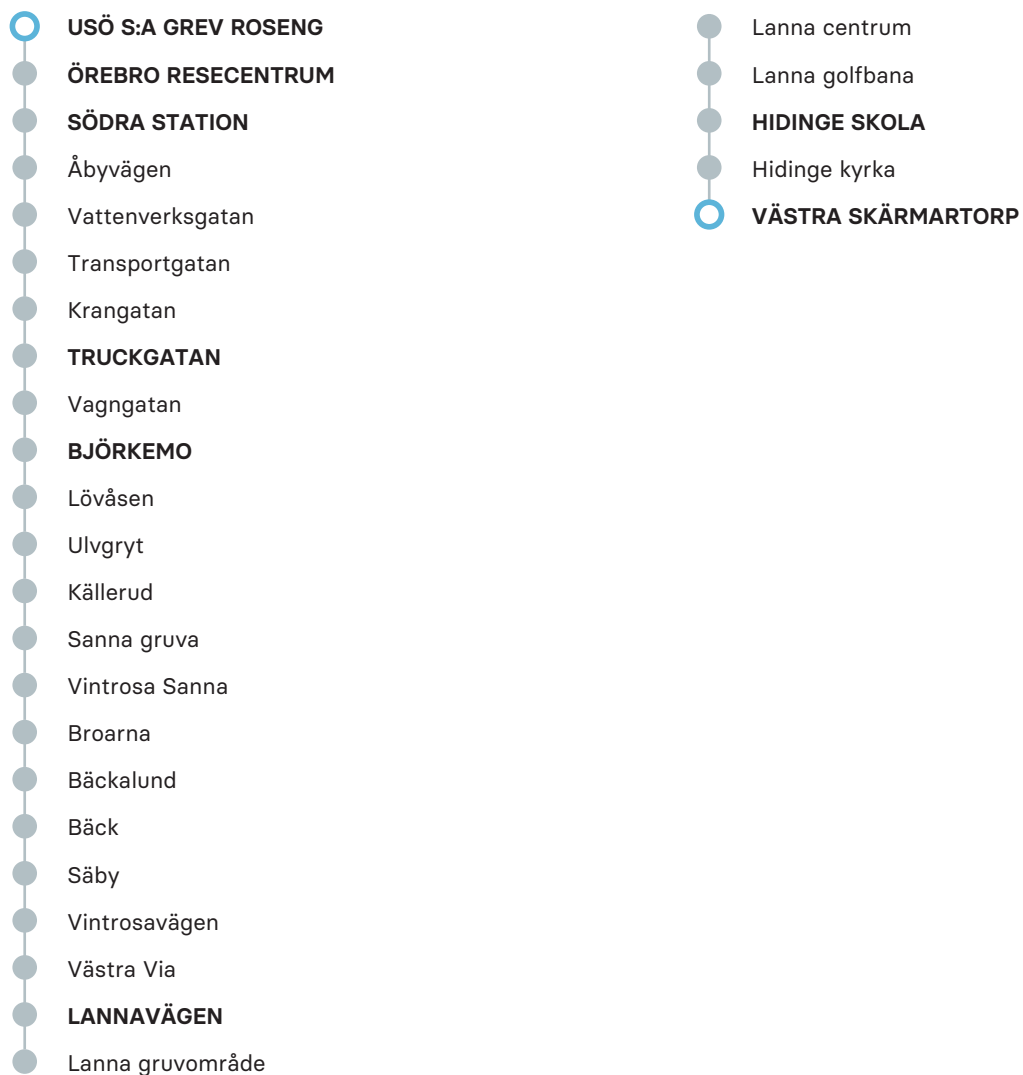 USÖ S:A GREV ROSENG
ÖREBRO RESECENTRUM
SÖDRA STATION
Åbyvägen
Vattenverksgatan
Transportgatan
Krangatan
TRUCKGATAN
Vagngatan
BJÖRKEMO
Lövåsen
Ulvgryt
Källerud
Sanna gruva
Vintrosa Sanna
Broarna
Bäckalund
Bäck
Säby
Vintrosavägen
Västra Via
LANNAVÄGEN
Lanna gruvområde
Lanna centrum
Lanna golfbana
HIDINGE SKOLA
Hidinge kyrka
VÄSTRA SKÄRMARTORP